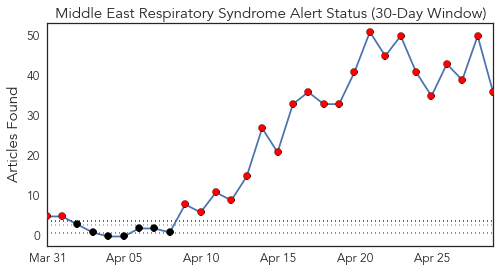 Middle East Respiratory Syndrome Alert Status (30-Day Window)
Articles Found
50
40
30
20
10
0
Mar 31 Apr 05 Apr 10 Apr 15 Apr 20 Apr 25